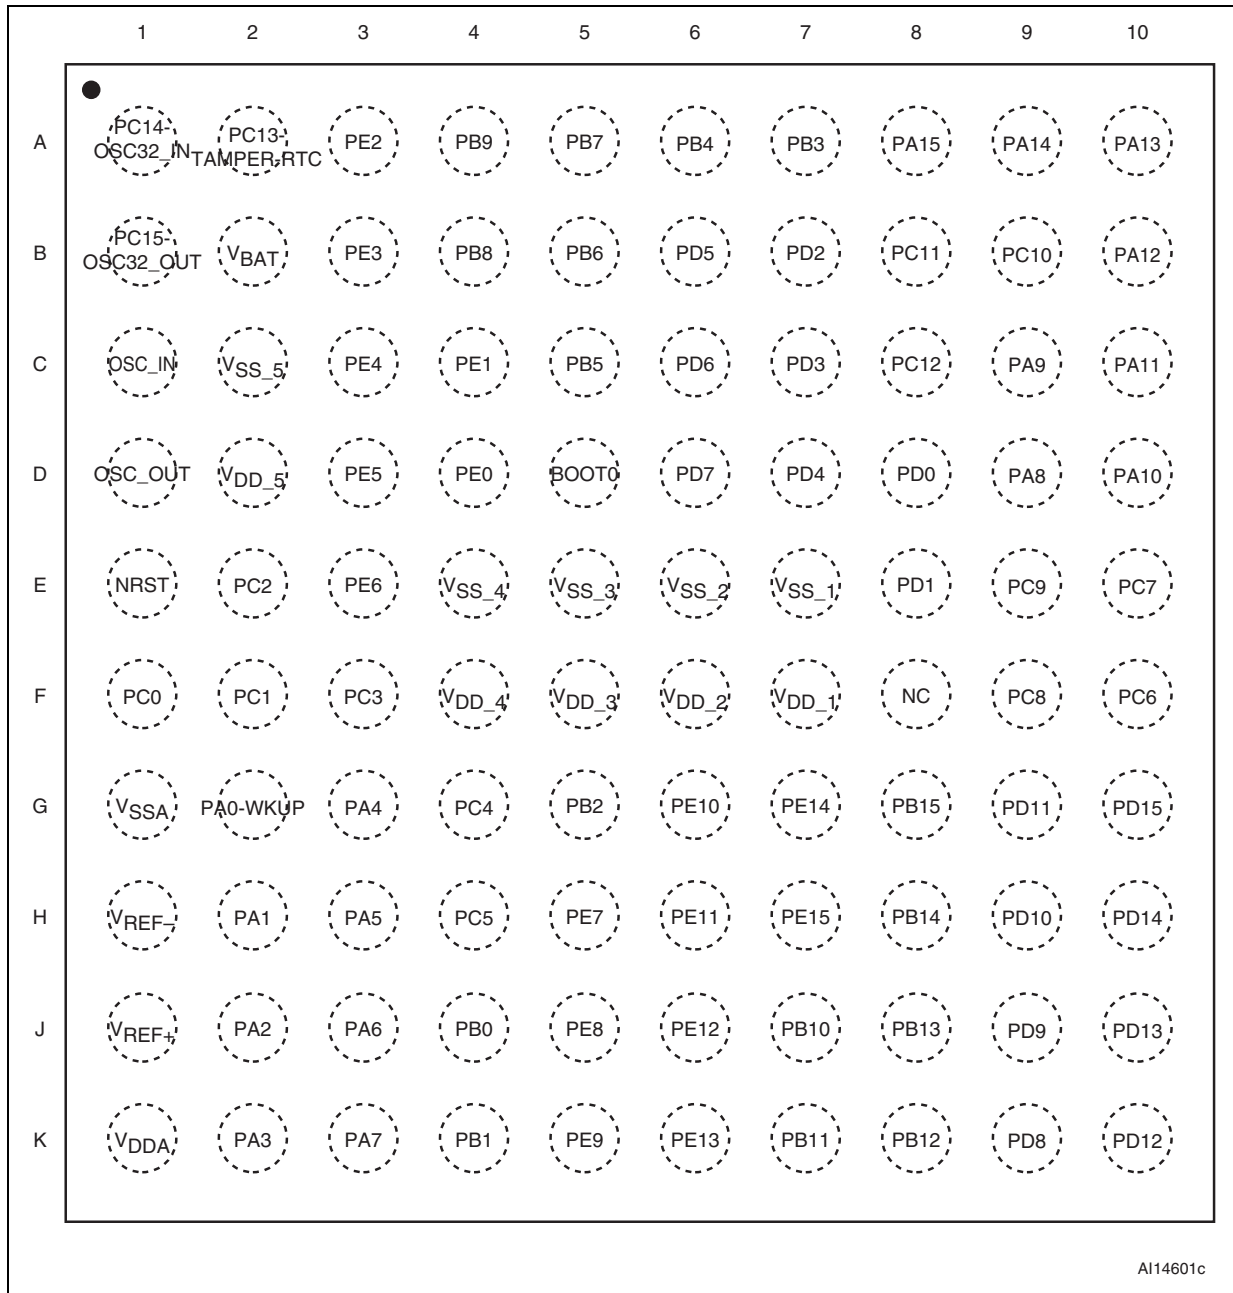 1 2 3 4 5 6 7 8 9 10
A PC14-OSC32_IN PC13-TAMPER-RTC PE2 PB9 PB7 PB4 PB3 PA15 PA14 PA13
B PC15-OSC32_OUT VBAT PE3 PB8 PB6 PD5 PD2 PC11 PC10 PA12
C OSC_IN VSS_5 PE4 PE1 PB5 PD6 PD3 PC12 PA9 PA11
D OSC_OUT VDD_5 PE5 PE0 BOOT0 PD7 PD4 PD0 PA8 PA10
E NRST PC2 PE6 VSS_4 VSS_3 VSS_2 VSS_1 PD1 PC9 PC7
F PC0 PC1 PC3 VDD_4 VDD_3 VDD_2 VDD_1 NC PC8 PC6
G VSSA PA0-WKUP PA4 PC4 PB2 PE10 PE14 PB15 PD11 PD15
H VREF– PA1 PA5 PC5 PE7 PE11 PE15 PB14 PD10 PD14
J VREF+ PA2 PA6 PB0 PE8 PE12 PB10 PB13 PD9 PD13
K VDDA PA3 PA7 PB1 PE9 PE13 PB11 PB12 PD8 PD12
AI14601c